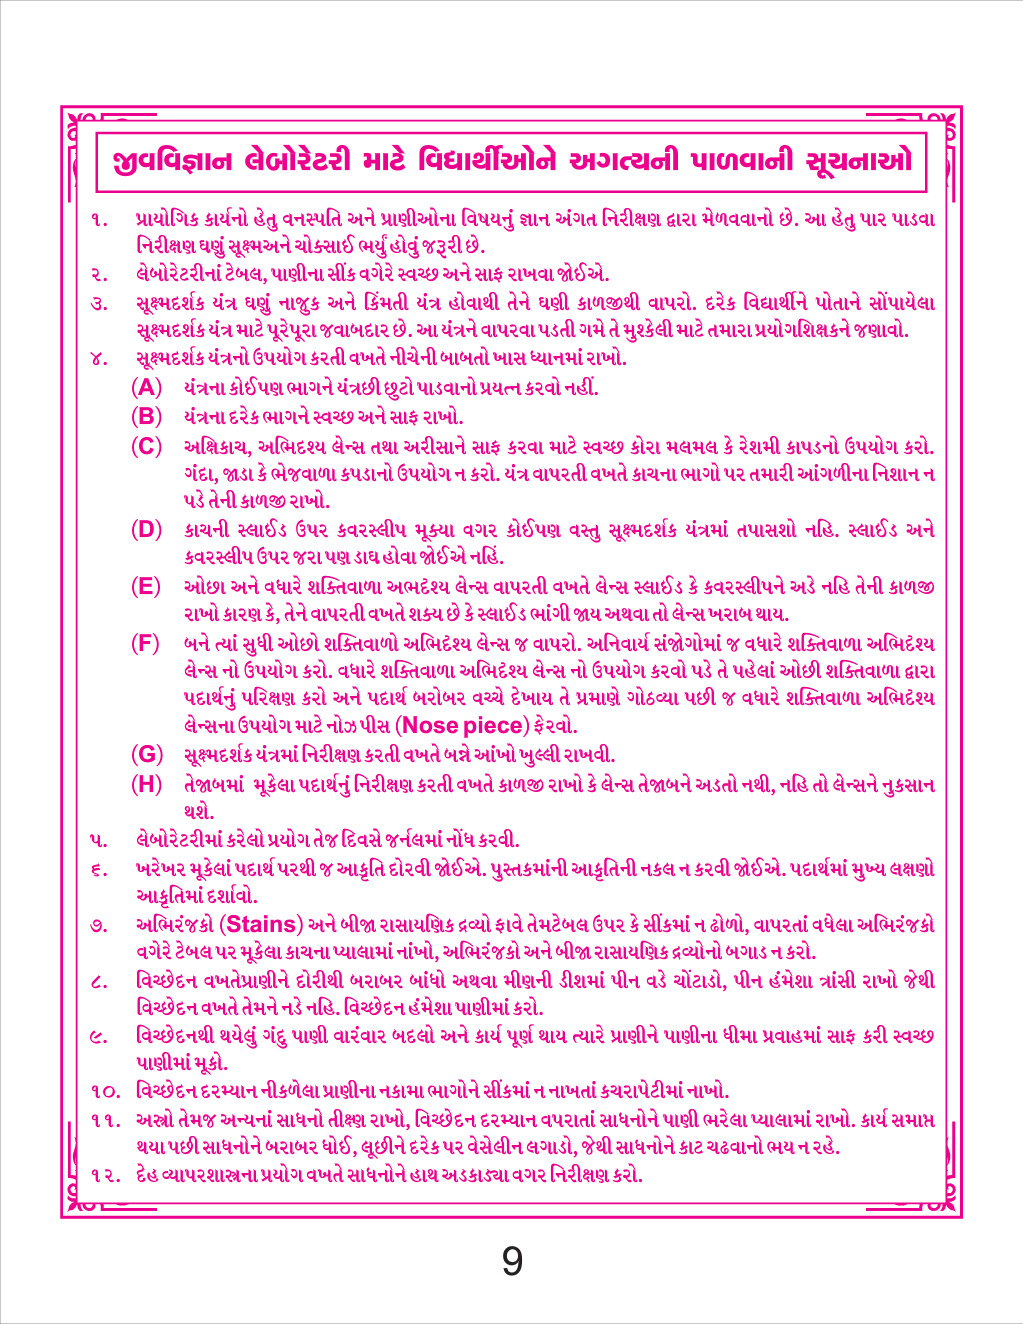 જીવવિજ્ઞાન લેબોરેટરી માટે વિદ્યાર્થીઓને અગત્યની પાળવાની સૂચનાઓ
૧. પ્રાયોગિક કાર્યનો હેતુ વનસ્પતિ અને પ્રાણીઓના વિષયનું જ્ઞાન અંગત નિરીક્ષણ દ્વારા મેળવવાનો છે. આ હેતુ પાર પાડવા
નિરીક્ષણ ઘણું સૂક્ષ્મઅને ચોક્સાઈ ભર્યું હોવું જરૂરી છે.
૨. લેબોરેટરીનાં ટેબલ, પાણીના સીંક વગેરે સ્વચ્છ અને સાફ રાખવા જોઈએ.
૩. સૂક્ષ્મદર્શક યંત્ર ઘણું નાજુક અને કિંમતી યંત્ર હોવાથી તેને ઘણી કાળજીથી વાપરો. દરેક વિદ્યાર્થીને પોતાને સોંપાયેલા
સૂક્ષ્મદર્શક યંત્ર માટે પૂરેપૂરા જવાબદાર છે. આ યંત્રને વાપરવા પડતી ગમે તે મુશ્કેલી માટે તમારા પ્રયોગશિક્ષકને જણાવો.
૪. સૂક્ષ્મદર્શક યંત્રનો ઉપયોગ કરતી વખતે નીચેની બાબતો ખાસ ધ્યાનમાં રાખો.
(A) યંત્રના કોઈપણ ભાગને યંત્રછી છુટો પાડવાનો પ્રયત્ન કરવો નહીં.
(B) યંત્રના દરેક ભાગને સ્વચ્છ અને સાફ રાખો.
(C) અક્ષિકાચ, અભિદશ્ય લેન્સ તથા અરીસાને સાફ કરવા માટે સ્વચ્છ કોરા મલમલ કે રેશમી કાપડનો ઉપયોગ કરો.
ગંદા, જાડા કે ભેજવાળા કપડાનો ઉપયોગ ન કરો. યંત્ર વાપરતી વખતે કાચના ભાગો પર તમારી આંગળીના નિશાન ન
પડે તેની કાળજી રાખો.
(D) કાચની સ્લાઈડ ઉપર કવરસ્લીપ મૂક્યા વગર કોઈપણ વસ્તુ સૂક્ષ્મદર્શક યંત્રમાં તપાસશો નહિ. સ્લાઈડ અને
કવરસ્લીપ ઉપર જરા પણ ડાઘ હોવા જોઈએ નહિં.
(E) ઓછા અને વધારે શક્તિવાળા અભદૃશ્ય લેન્સ વાપરતી વખતે લેન્સ સ્લાઈડ કે કવરસ્લીપને અડે નહિ તેની કાળજી
રાખો કારણ કે, તેને વાપરતી વખતે શક્ય છે કે સ્લાઈડ ભાંગી જાય અથવા તો લેન્સ ખરાબ થાય.
(F) બને ત્યાં સુધી ઓછો શક્તિવાળો અભિદૃશ્ય લેન્સ જ વાપરો. અનિવાર્ય સંજોગોમાં જ વધારે શક્તિવાળા અભિદૃશ્ય
લેન્સ નો ઉપયોગ કરો. વધારે શક્તિવાળા અભિદૃશ્ય લેન્સ નો ઉપયોગ કરવો પડે તે પહેલાં ઓછી શક્તિવાળા દ્વારા
પદાર્થનું પરિક્ષણ કરો અને પદાર્થ બરોબર વચ્ચે દેખાય તે પ્રમાણે ગોઠવ્યા પછી જ વધારે શક્તિવાળા અભિદૃશ્ય
લેન્સના ઉપયોગ માટે નોઝ પીસ (Nose piece) ફેરવો.
(G) સૂક્ષ્મદર્શક યંત્રમાં નિરીક્ષણ કરતી વખતે બન્ને આંખો ખુલ્લી રાખવી.
(H) તેજાબમાં મૂકેલા પદાર્થનું નિરીક્ષણ કરતી વખતે કાળજી રાખો કે લેન્સ તેજાબને અડતો નથી, નહિ તો લેન્સને નુકસાન
થશે.
૫. લેબોરેટરીમાં કરેલો પ્રયોગ તેજ દિવસે જર્નલમાં નોંધ કરવી.
૬. ખરેખર મૂકેલાં પદાર્થ પરથી જ આકૃતિ દોરવી જોઈએ. પુસ્તકમાંની આકૃતિની નકલ ન કરવી જોઈએ. પદાર્થમાં મુખ્ય લક્ષણો
આકૃતિમાં દર્શાવો.
૭. અભિરંજકો (Stains) અને બીજા રાસાયણિક દ્રવ્યો ફાવે તેમટેબલ ઉપર કે સીંકમાં ન ઢોળો, વાપરતાં વધેલા અભિરંજકો
વગેરે ટેબલ પર મૂકેલા કાચના પ્યાલામાં નાંખો, અભિરંજકો અને બીજા રાસાયણિક દ્રવ્યોનો બગાડ ન કરો.
૮. વિચ્છેદન વખતેપ્રાણીને દોરીથી બરાબર બાંધો અથવા મીણની ડીશમાં પીન વડે ચોંટાડો, પીન હંમેશા ત્રાંસી રાખો જેથી
વિચ્છેદન વખતે તેમને નડે નહિ. વિચ્છેદન હંમેશા પાણીમાં કરો.
૯. વિચ્છેદનથી થયેલું ગંદુ પાણી વારંવાર બદલો અને કાર્ય પૂર્ણ થાય ત્યારે પ્રાણીને પાણીના ધીમા પ્રવાહમાં સાફ કરી સ્વચ્છ
પાણીમાં મૂકો.
૧૦. વિચ્છેદન દરમ્યાન નીકળેલા પ્રાણીના નકામા ભાગોને સીંકમાં ન નાખતાં કચરાપેટીમાં નાખો.
૧૧. અસ્ત્રો તેમજ અન્યનાં સાધનો તીક્ષ્ણ રાખો, વિચ્છેદન દરમ્યાન વપરાતાં સાધનોને પાણી ભરેલા પ્યાલામાં રાખો. કાર્ય સમાપ્ત
થયા પછી સાધનોને બરાબર ધોઈ, લૂછીને દરેક પર વેસેલીન લગાડો, જેથી સાધનોને કાટ ચઢવાનો ભય ન રહે.
૧૨. દેહ વ્યાપરશાસ્ત્રના પ્રયોગ વખતે સાધનોને હાથ અડકાડ્યા વગર નિરીક્ષણ કરો.
9